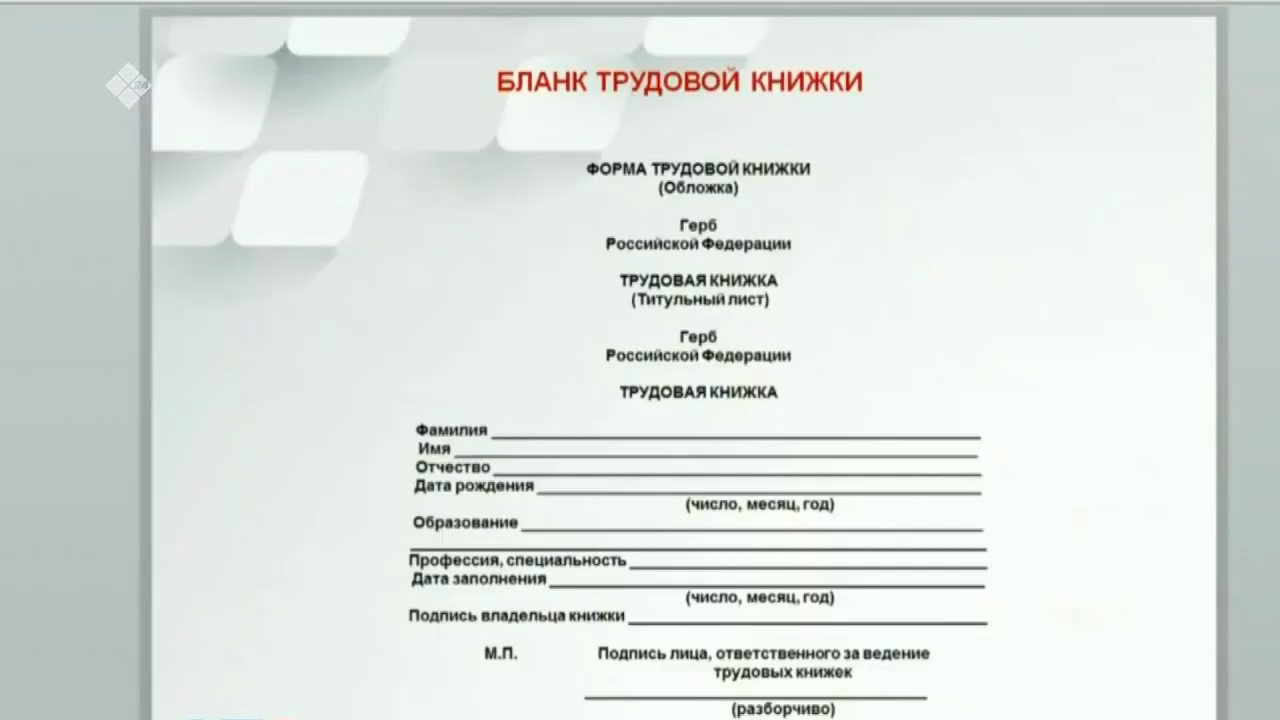 БЛАНК ТРУДОВОЙ КНИЖКИ
ФОРМА ТРУДОВОЙ КНИЖКИ
(Обложка)
Герб
Российской Федерации
ТРУДОВАЯ КНИЖКА
(Титульный лист)
Герб
Российской Федерации
ТРУДОВАЯ КНИЖКА
Фамилия
Имя
Отчество
Дата рождения
(число, месяц, год)
Образование
Профессия, специальность
Дата заполнения
(число, месяц, год)
Подпись владельца книжки
М.П. Подпись лица, ответственного за ведение
трудовых книжек
(разборчиво)